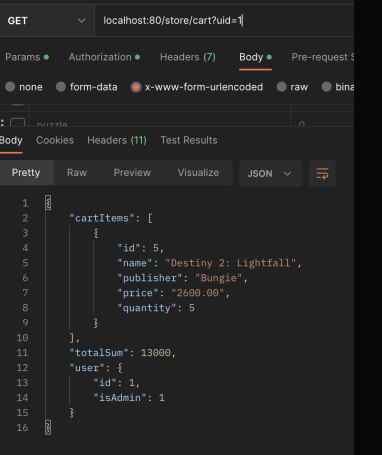 GET localhost:80/store/cart?uid=1
Params Authorization Headers (7) Body Pre-request S
none form-data x-www-form-urlencoded raw bina
puzzle 0
Body Cookies Headers (11) Test Results
Pretty Raw Preview Visualize JSON
1 {
2 "cartItems": [
3 {
4 "id": 5,
5 "name": "Destiny 2: Lightfall",
6 "publisher": "Bungie",
7 "price": "2600.00",
8 "quantity": 5
9 }
10 ],
11 "totalSum": 13000,
12 "user": {
13 "id": 1,
14 "isAdmin": 1
15 }
16 }